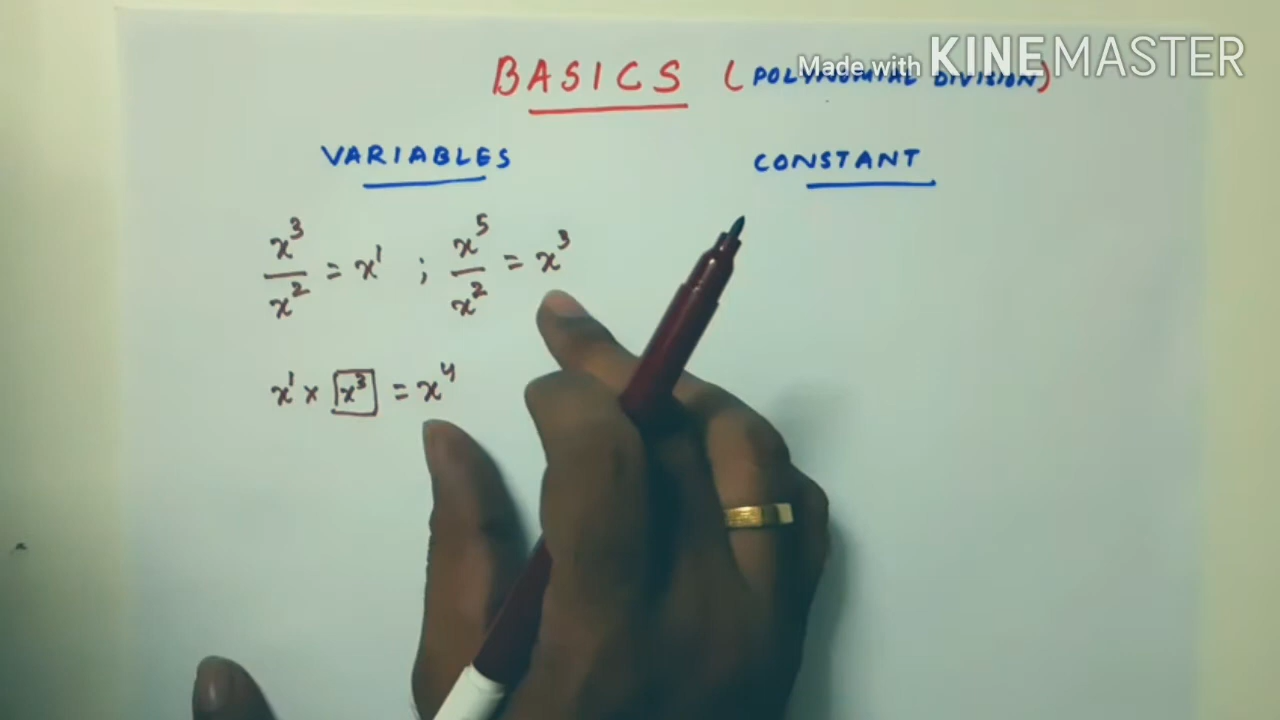 Made with KINEMASTER
BASICS (POLYNOMIAL DIVISION)
VARIABLES
CONSTANT
x³/x² = x¹ ; x⁵/x² = x³
x¹ × x³ = x⁴